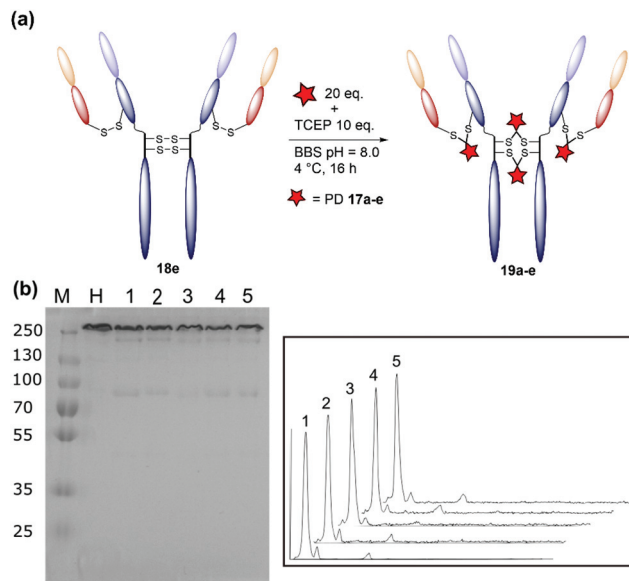 (a)
20 eq.
+
TCEP 10 eq.
BBS pH = 8.0
4 °C, 16 h
= PD 17a-e
S S S S
S-S
S-S
18e
S S S S
S S
S S
19a-e
(b) M H 1 2 3 4 5
250
130
100
70
55
35
25
1 2 3 4 5